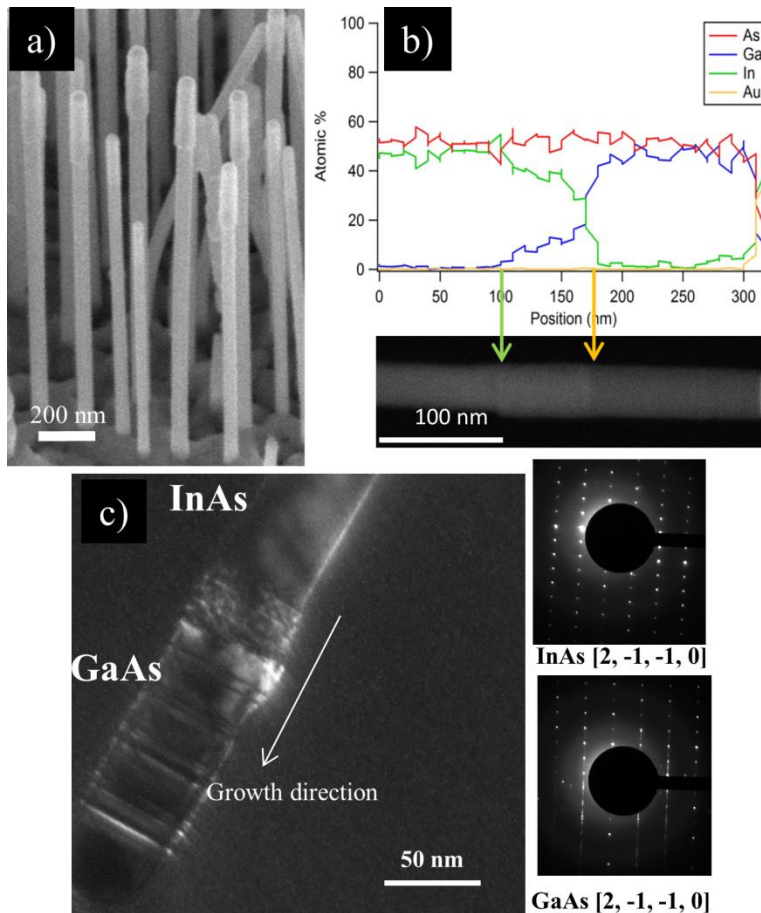 a)
200 nm
b)
100
80
60
40
20
0
Atomic %
As
Ga
In
Au
0
50
100
150
200
250
300
Position (nm)
100 nm
c)
InAs
GaAs
Growth direction
50 nm
InAs [2, -1, -1, 0]
GaAs [2, -1, -1, 0]